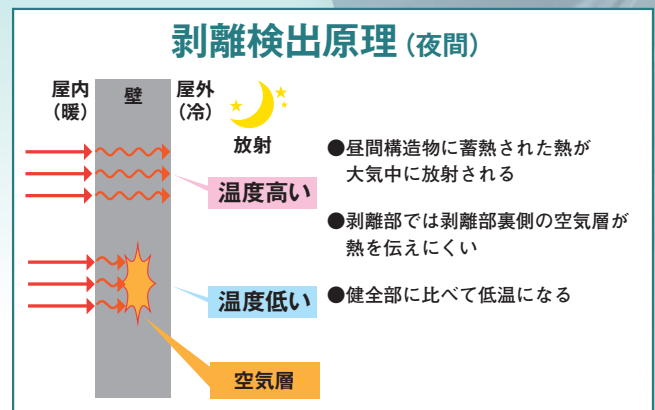 剥離検出原理(夜間)
屋内
(暖)
壁
屋外
(冷)
放射
温度高い
温度低い
空気層
●昼間構造物に蓄熱された熱が
大気中に放射される
●剥離部では剥離部裏側の空気層が
熱を伝えにくい
●健全部に比べて低温になる